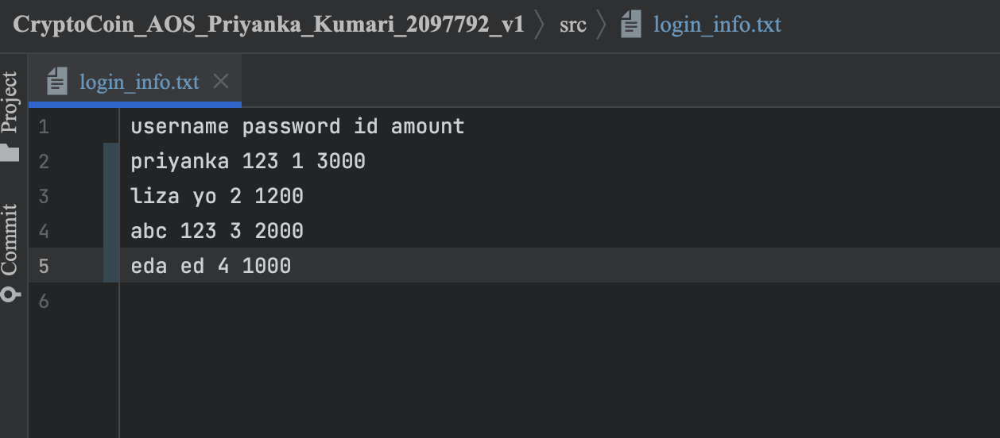 CryptoCoin_AOS_Priyanka_Kumari_2097792_v1 src login_info.txt
login_info.txt
Project
Commit
1 username password id amount
2 priyanka 123 1 3000
3 liza yo 2 1200
4 abc 123 3 2000
5 eda ed 4 1000
6